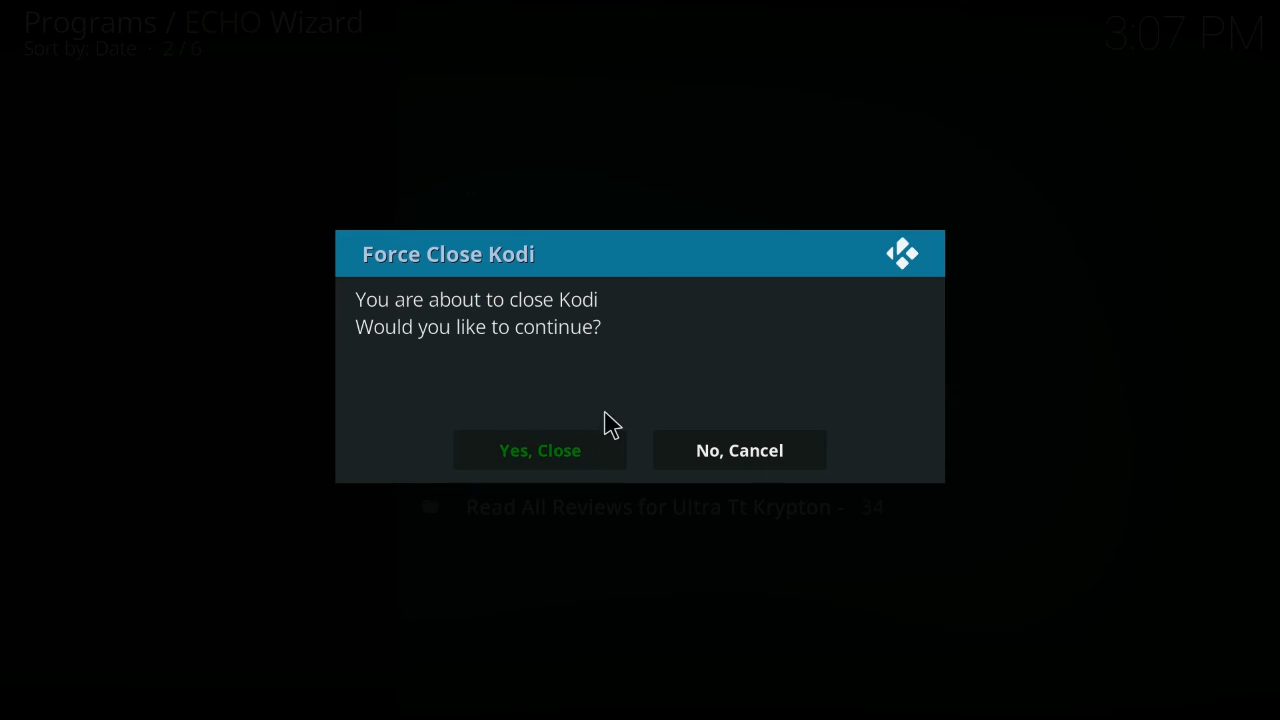 Programs / ECHO Wizard
3:07 PM
Sort by: Date - 2 / 6
Force Close Kodi
You are about to close Kodi
Would you like to continue?
Yes, Close
No, Cancel
Read All Reviews for Ultra Tt Krypton - 34